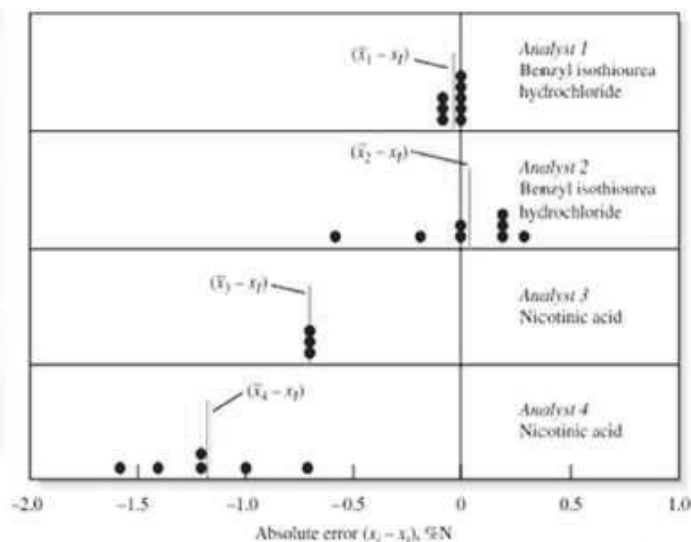 (x̄₁ – xₜ)
Analyst 1
Benzyl isothiourea
hydrochloride
(x̄₂ – xₜ)
Analyst 2
Benzyl isothiourea
hydrochloride
(x̄₃ – xₜ)
Analyst 3
Nicotinic acid
(x̄₄ – xₜ)
Analyst 4
Nicotinic acid
–2.0 –1.5 –1.0 –0.5 0 0.5 1.0
Absolute error (xᵢ – xₜ), %N